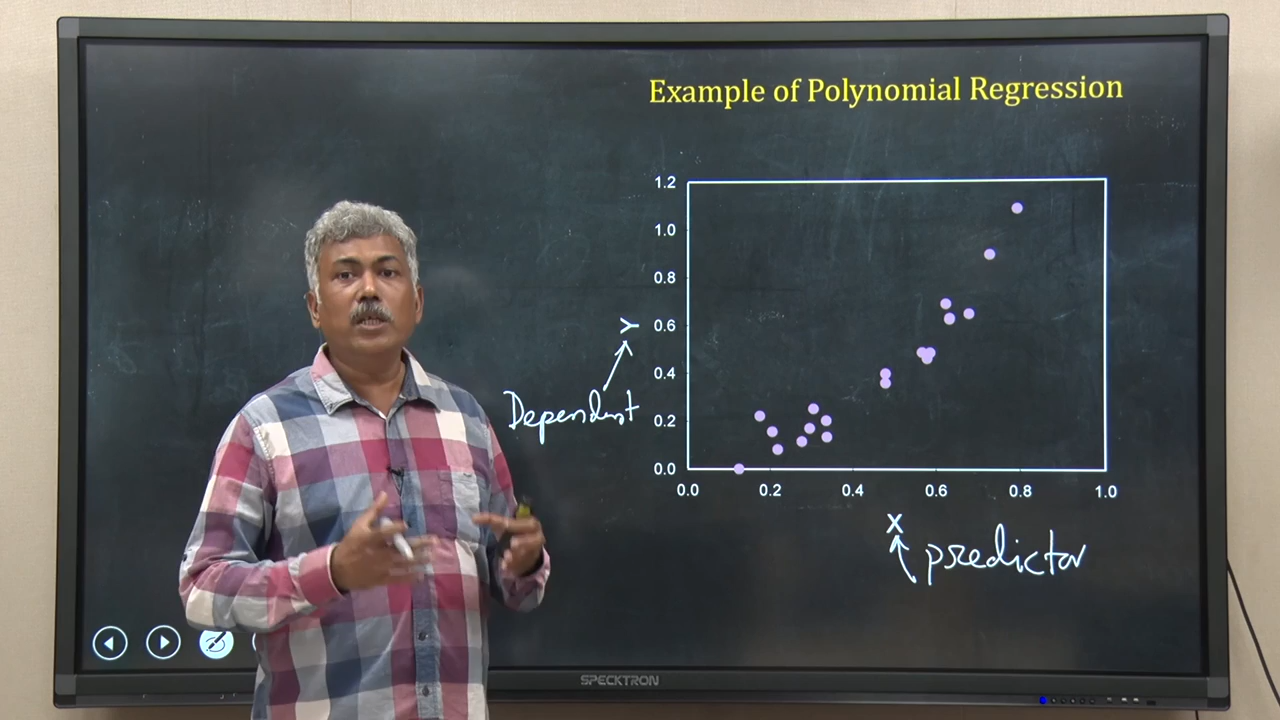 Example of Polynomial Regression
1.2
1.0
0.8
0.6
0.4
0.2
0.0
Y
Dependent
0.0 0.2 0.4 0.6 0.8 1.0
X
predictor
SPECKTRON